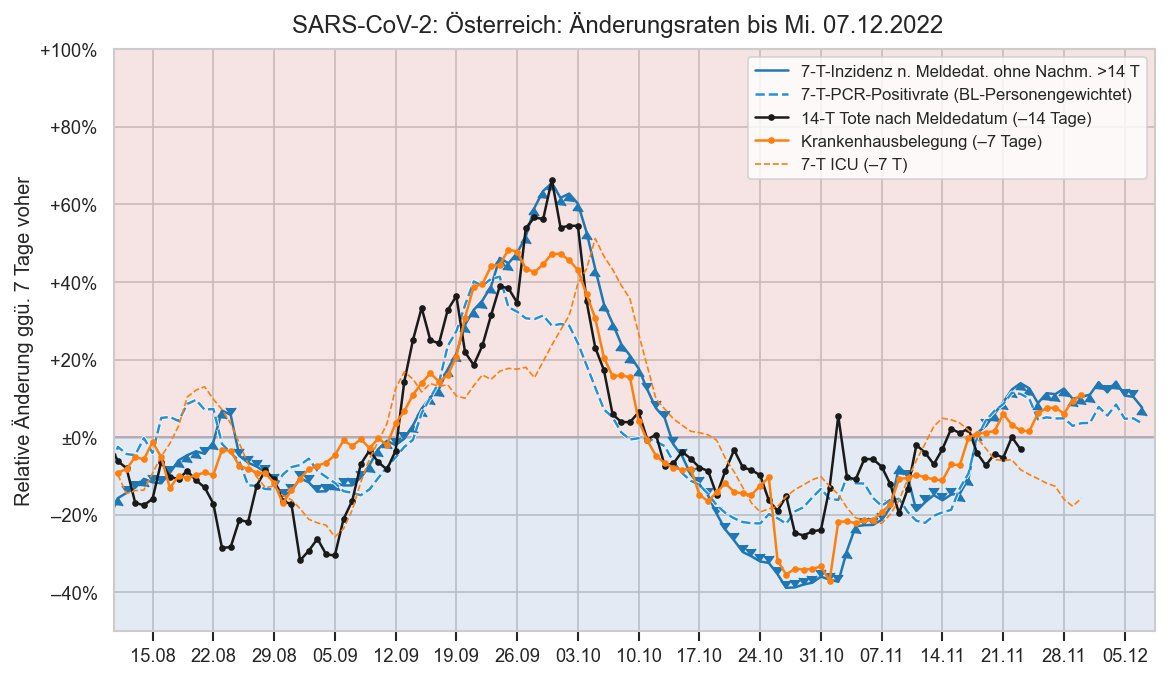 SARS-CoV-2: Österreich: Änderungsraten bis Mi. 07.12.2022
+100%
+80%
+60%
+40%
+20%
±0%
–20%
–40%
Relative Änderung ggü. 7 Tage voher
7-T-Inzidenz n. Meldedat. ohne Nachm. >14 T
7-T-PCR-Positivrate (BL-Personengewichtet)
14-T Tote nach Meldedatum (–14 Tage)
Krankenhausbelegung (–7 Tage)
7-T ICU (–7 T)
15.08 22.08 29.08 05.09 12.09 19.09 26.09 03.10 10.10 17.10 24.10 31.10 07.11 14.11 21.11 28.11 05.12